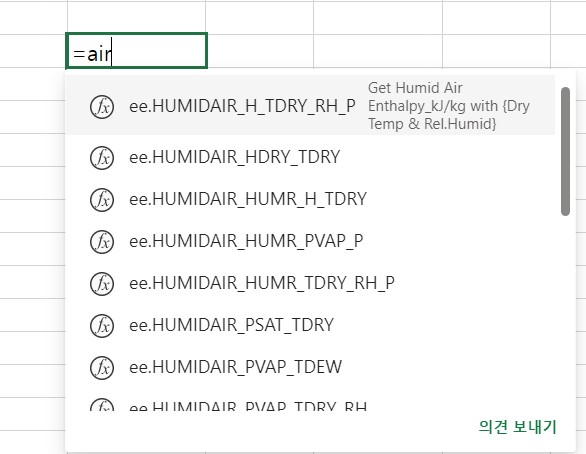 =air
ee.HUMIDAIR_H_TDRY_RH_P
Get Humid Air
Enthalpy_kJ/kg with {Dry
Temp & Rel.Humid}
ee.HUMIDAIR_HDRY_TDRY
ee.HUMIDAIR_HUMR_H_TDRY
ee.HUMIDAIR_HUMR_PVAP_P
ee.HUMIDAIR_HUMR_TDRY_RH_P
ee.HUMIDAIR_PSAT_TDRY
ee.HUMIDAIR_PVAP_TDEW
ee.HUMIDAIR_PVAP_TDRY_RH
의견 보내기